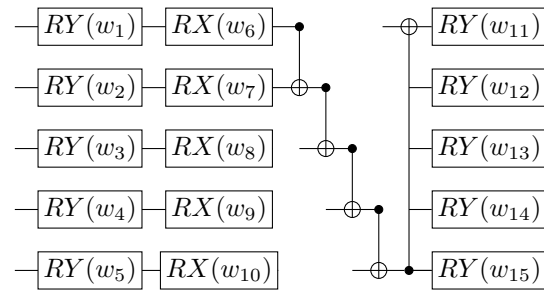 RY(w₁) RX(w₆) RY(w₁₁)
RY(w₂) RX(w₇) RY(w₁₂)
RY(w₃) RX(w₈) RY(w₁₃)
RY(w₄) RX(w₉) RY(w₁₄)
RY(w₅) RX(w₁₀) RY(w₁₅)